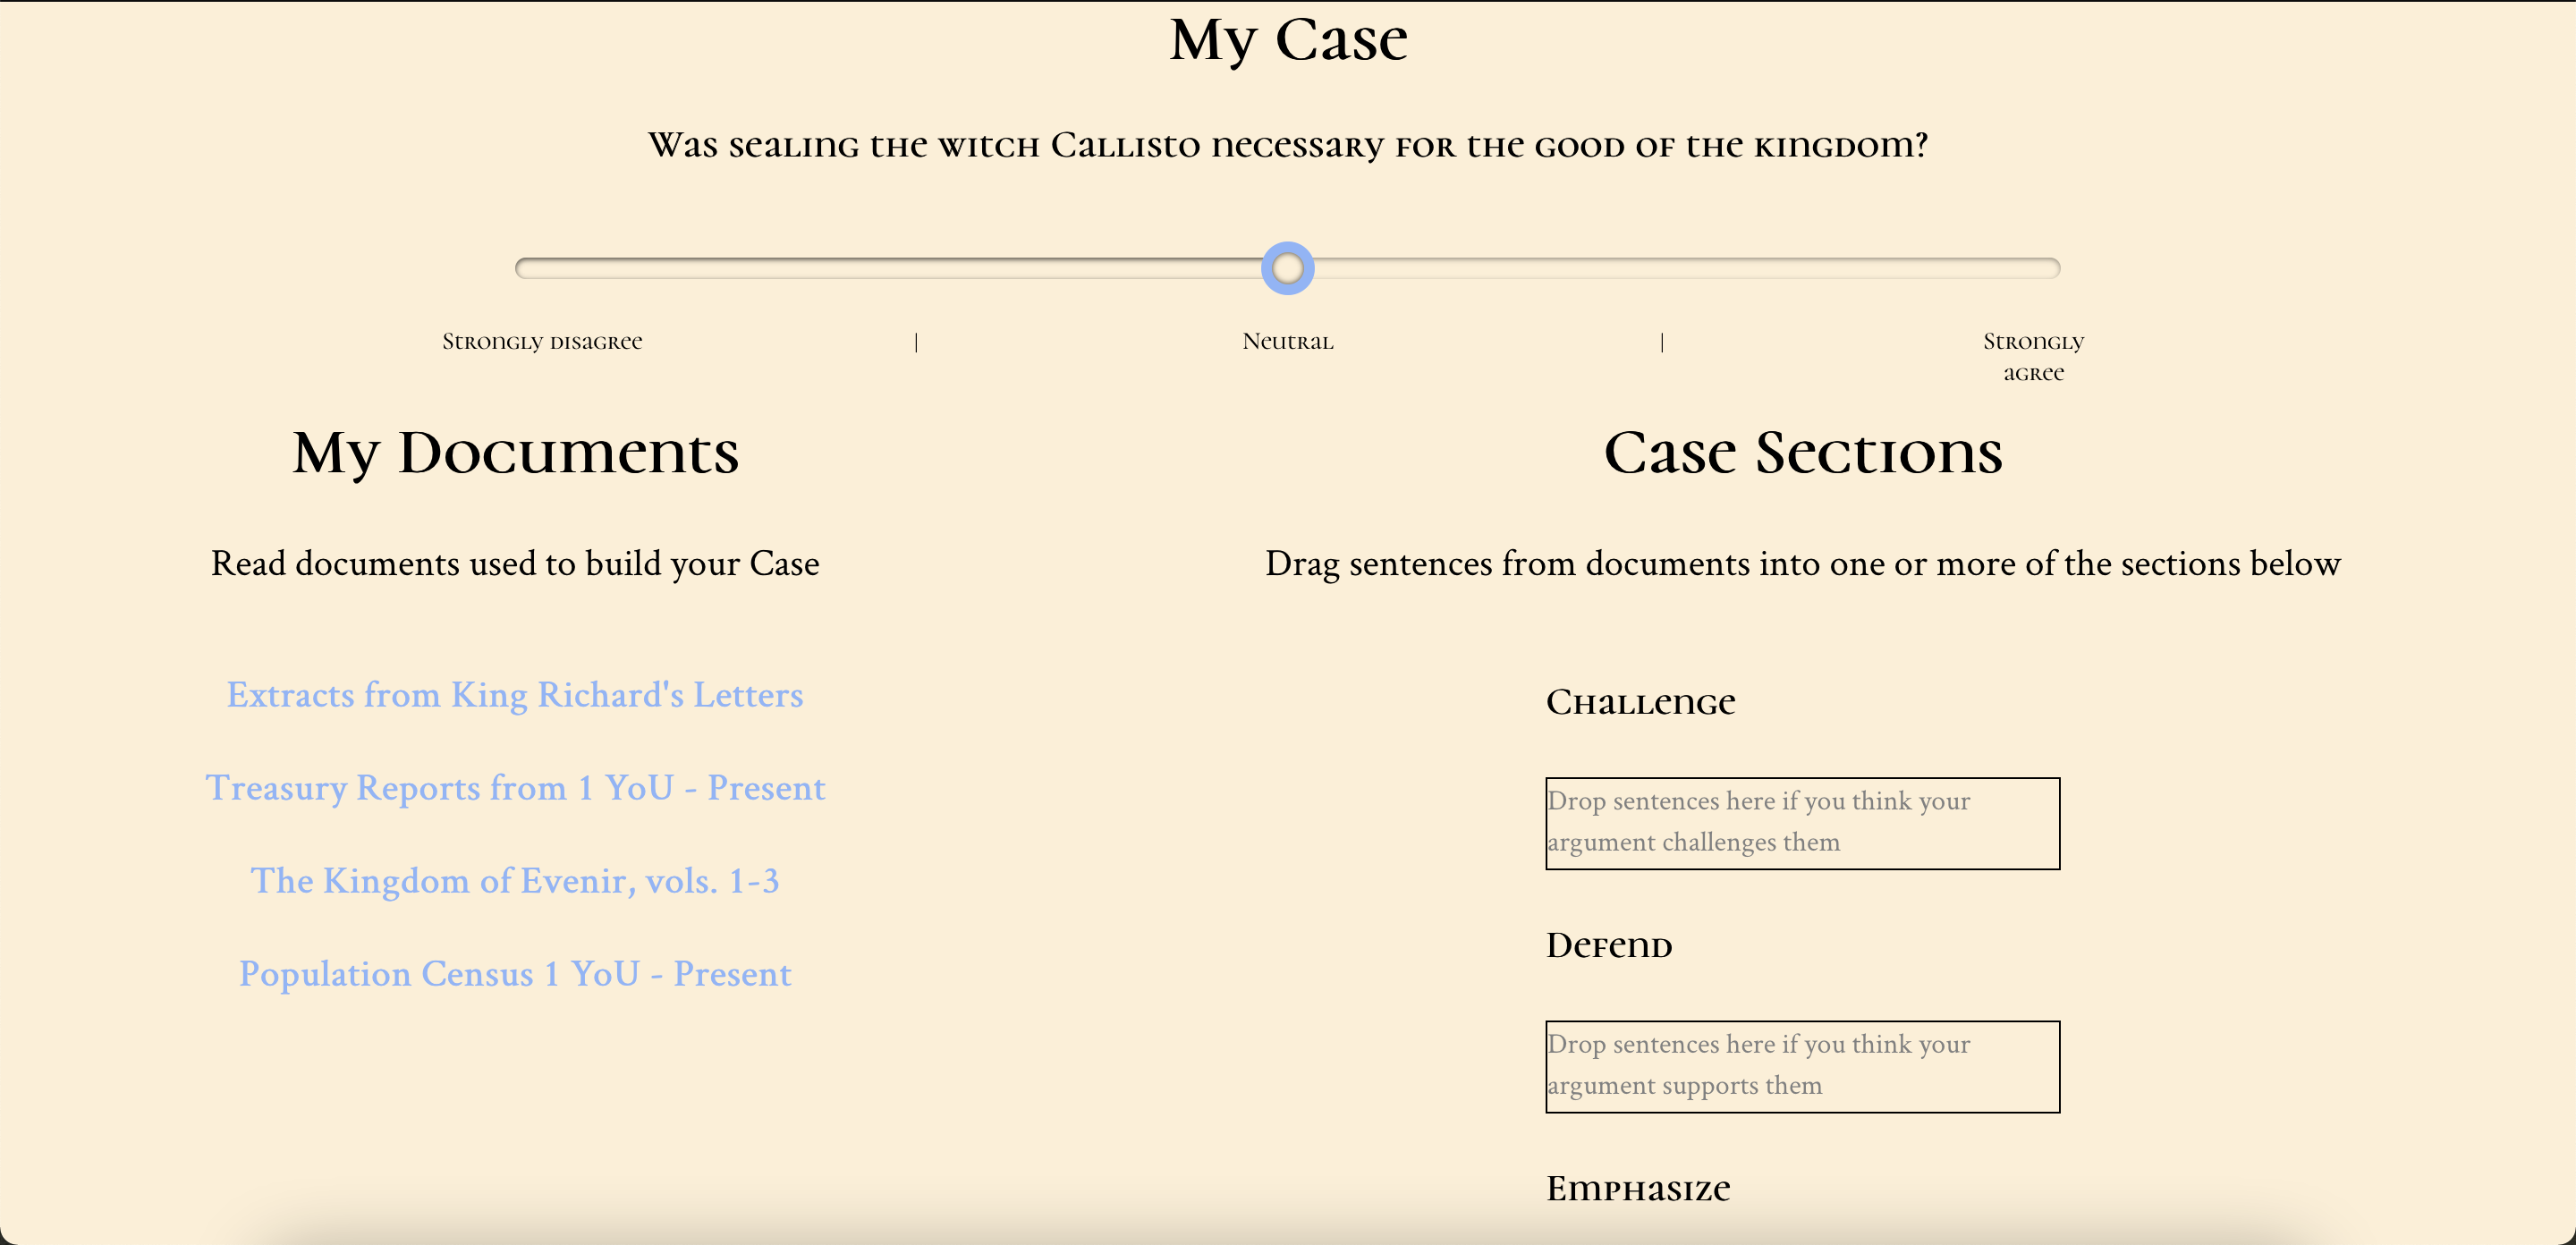 My Case
Was sealing the witch Callisto necessary for the good of the kingdom?
Strongly disagree | Neutral | Strongly
agree
My Documents
Read documents used to build your Case
Extracts from King Richard's Letters
Treasury Reports from 1 YoU - Present
The Kingdom of Evenir, vols. 1-3
Population Census 1 YoU - Present
Case Sections
Drag sentences from documents into one or more of the sections below
Challenge
Drop sentences here if you think your
argument challenges them
Defend
Drop sentences here if you think your
argument supports them
Emphasize